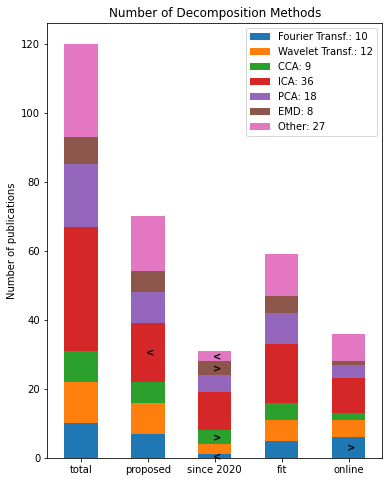 Number of Decomposition Methods
Fourier Transf.: 10
Wavelet Transf.: 12
CCA: 9
ICA: 36
PCA: 18
EMD: 8
Other: 27
Number of publications
120
100
80
60
40
20
0
<
<
>
>
<
>
total proposed since 2020 fit online